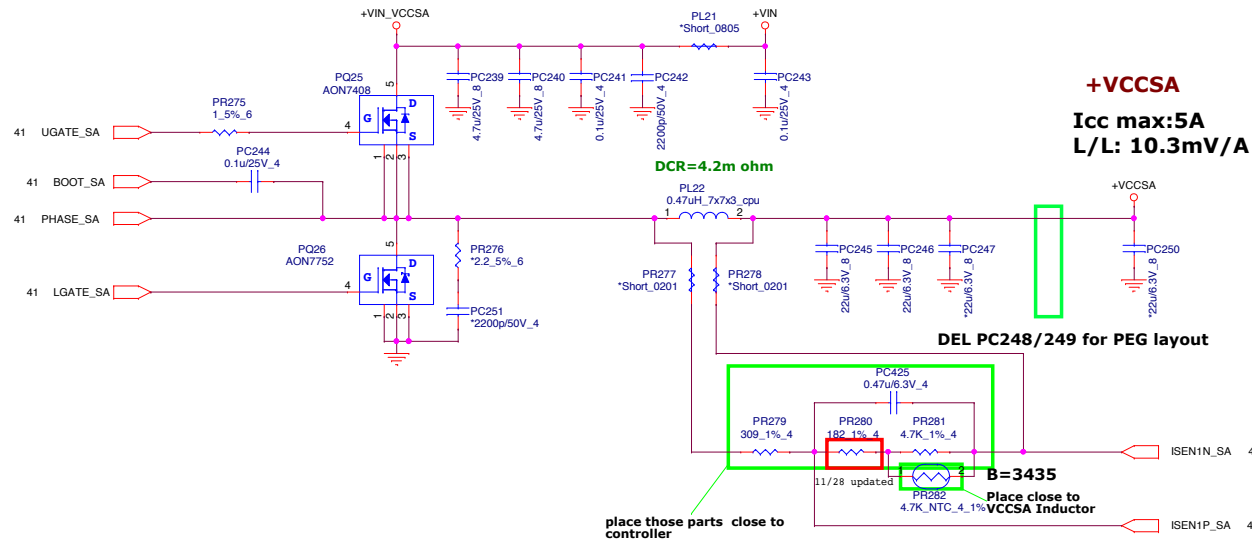 +VIN_VCCSA
+VIN
PL21
*Short_0805
PQ25
AON7408
5
D
G
S
4
1
2
3
PC239
4.7u/25V_8
PC240
4.7u/25V_8
PC241
0.1u/25V_4
PC242
2200p/50V_4
PC243
0.1u/25V_4
+VCCSA
Icc max:5A
L/L: 10.3mV/A
PR275
1_5%_6
41 UGATE_SA
PC244
0.1u/25V_4
41 BOOT_SA
41 PHASE_SA
DCR=4.2m ohm
PL22
0.47uH_7x7x3_cpu
1
2
+VCCSA
PQ26
AON7752
5
D
G
S
4
1
2
3
41 LGATE_SA
PR276
*2.2_5%_6
PC251
*2200p/50V_4
PR277
*Short_0201
PR278
*Short_0201
PC245
22u/6.3V_8
PC246
22u/6.3V_8
PC247
*22u/6.3V_8
PC250
*22u/6.3V_8
DEL PC248/249 for PEG layout
PC425
0.47u/6.3V_4
PR279
309_1%_4
PR280
182_1%_4
PR281
4.7K_1%_4
ISEN1N_SA 4
11/28 updated
1
2
B=3435
PR282
4.7K_NTC_4_1%
Place close to
VCCSA Inductor
place those parts close to
controller
ISEN1P_SA 4